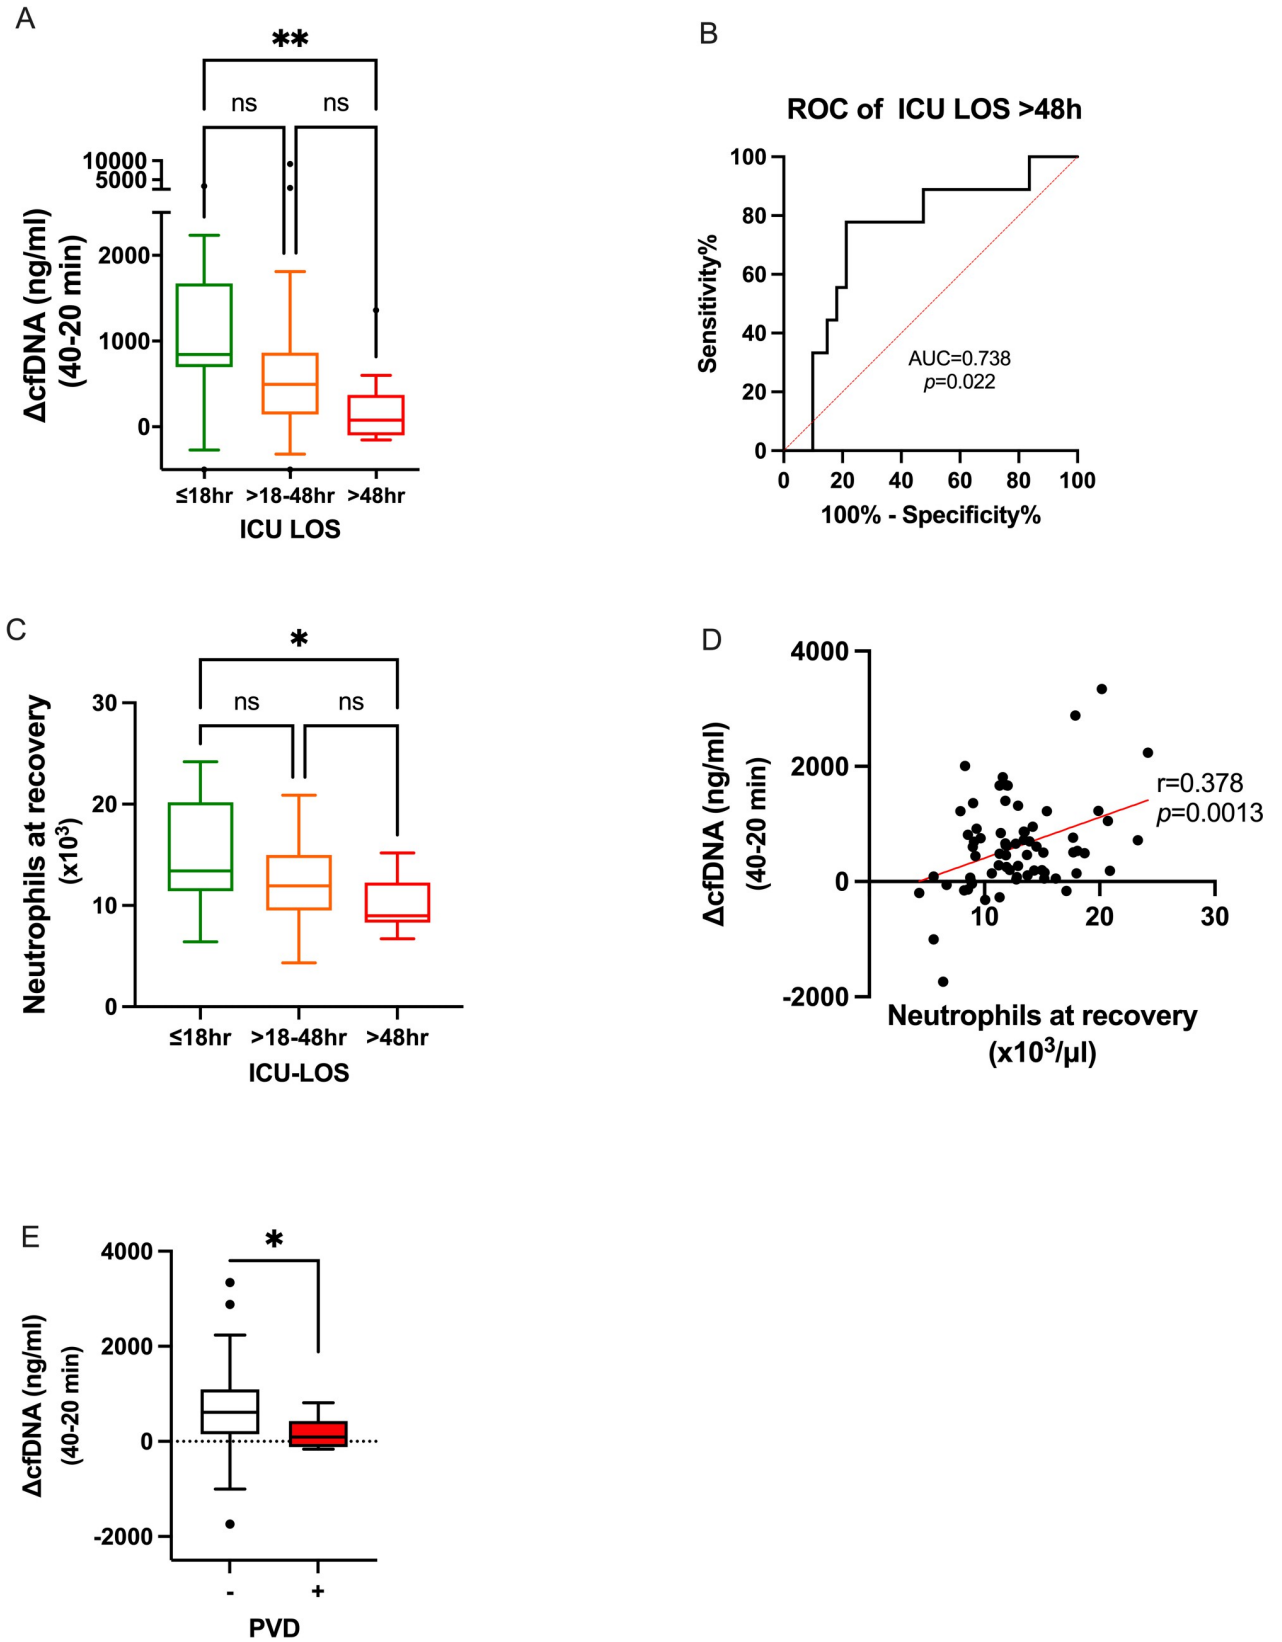 A
**
ns
ns
10000
5000
2000
1000
0
ΔcfDNA (ng/ml)
(40-20 min)
≤18hr
>18-48hr
>48hr
ICU LOS
B
ROC of ICU LOS >48h
100
80
60
40
20
0
Sensitivity%
AUC=0.738
p=0.022
0
20
40
60
80
100
100% - Specificity%
C
*
ns
ns
30
20
10
0
Neutrophils at recovery
(x10³)
≤18hr
>18-48hr
>48hr
ICU-LOS
D
4000
2000
0
-2000
ΔcfDNA (ng/ml)
(40-20 min)
r=0.378
p=0.0013
10
20
30
Neutrophils at recovery
(x10³/µl)
E
*
4000
2000
0
-2000
ΔcfDNA (ng/ml)
(40-20 min)
-
+
PVD